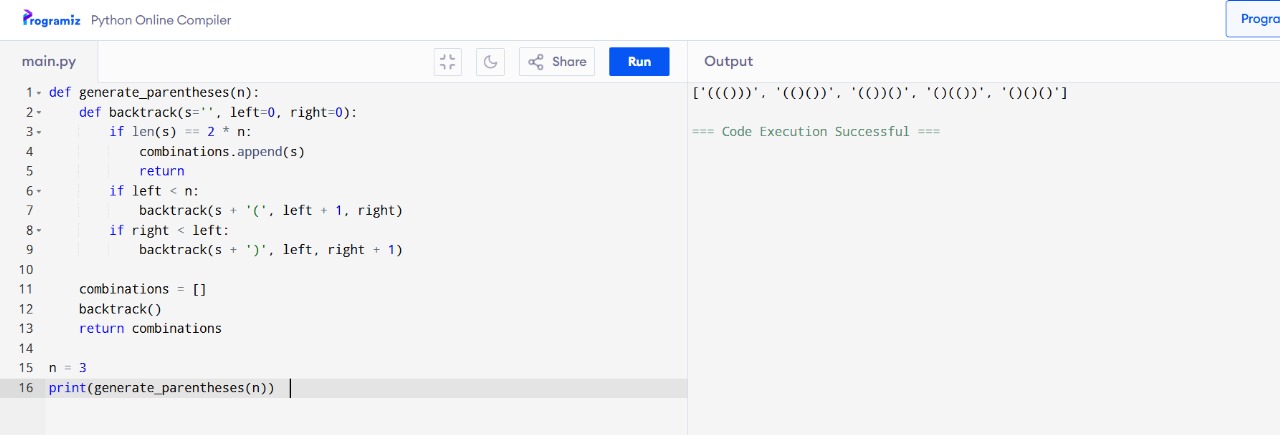 Programiz Python Online Compiler
Progra
main.py
Share
Run
Output
1 def generate_parentheses(n):
2     def backtrack(s='', left=0, right=0):
3         if len(s) == 2 * n:
4             combinations.append(s)
5             return
6         if left < n:
7             backtrack(s + '(', left + 1, right)
8         if right < left:
9             backtrack(s + ')', left, right + 1)
10
11     combinations = []
12     backtrack()
13     return combinations
14
15 n = 3
16 print(generate_parentheses(n))
['((()))', '(()())', '(())()', '()(())', '()()()']
=== Code Execution Successful ===